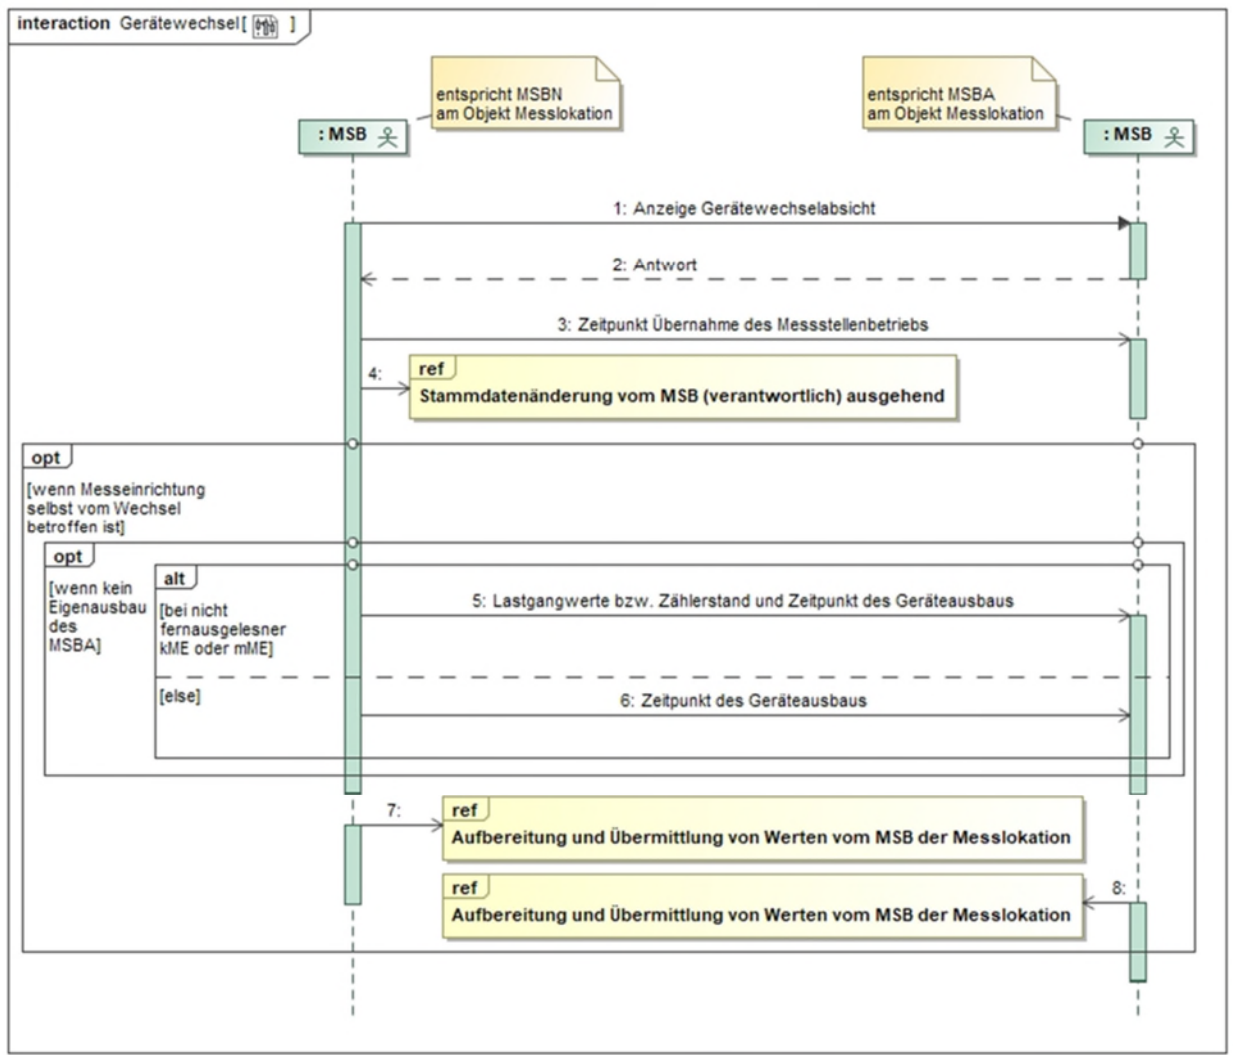 interaction Gerätewechsel[ ]
entspricht MSBN
am Objekt Messlokation
entspricht MSBA
am Objekt Messlokation
: MSB
: MSB
1: Anzeige Gerätewechselabsicht
2: Antwort
3: Zeitpunkt Übernahme des Messstellenbetriebs
4:
ref
Stammdatenänderung vom MSB (verantwortlich) ausgehend
opt
[wenn Messeinrichtung
selbst vom Wechsel
betroffen ist]
opt
[wenn kein
Eigenausbau
des
MSBA]
alt
[bei nicht
fernausgelesner
kME oder mME]
5: Lastgangwerte bzw. Zählerstand und Zeitpunkt des Geräteausbaus
[else]
6: Zeitpunkt des Geräteausbaus
7:
ref
Aufbereitung und Übermittlung von Werten vom MSB der Messlokation
ref
Aufbereitung und Übermittlung von Werten vom MSB der Messlokation
8: